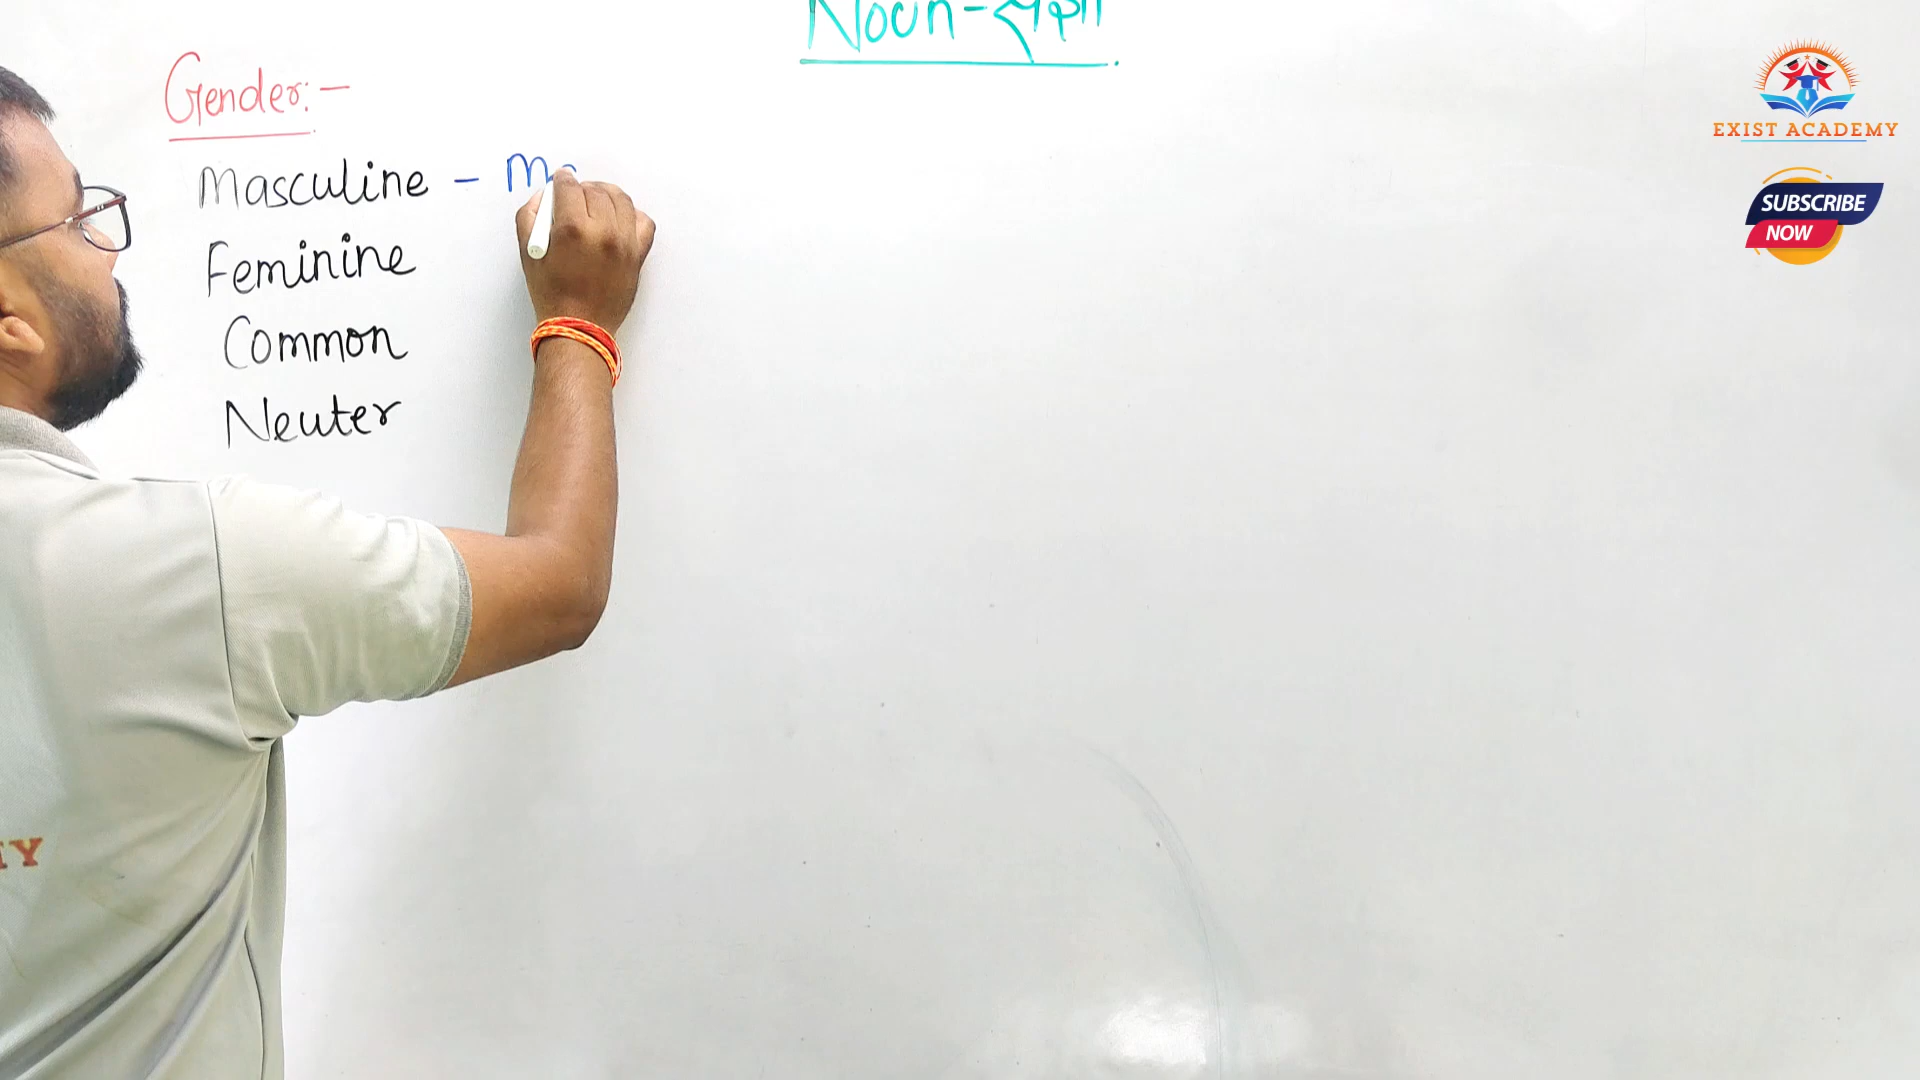 Noun-संज्ञा
Gender:-
Masculine -
Feminine
Common
Neuter
EXIST ACADEMY
SUBSCRIBE
NOW